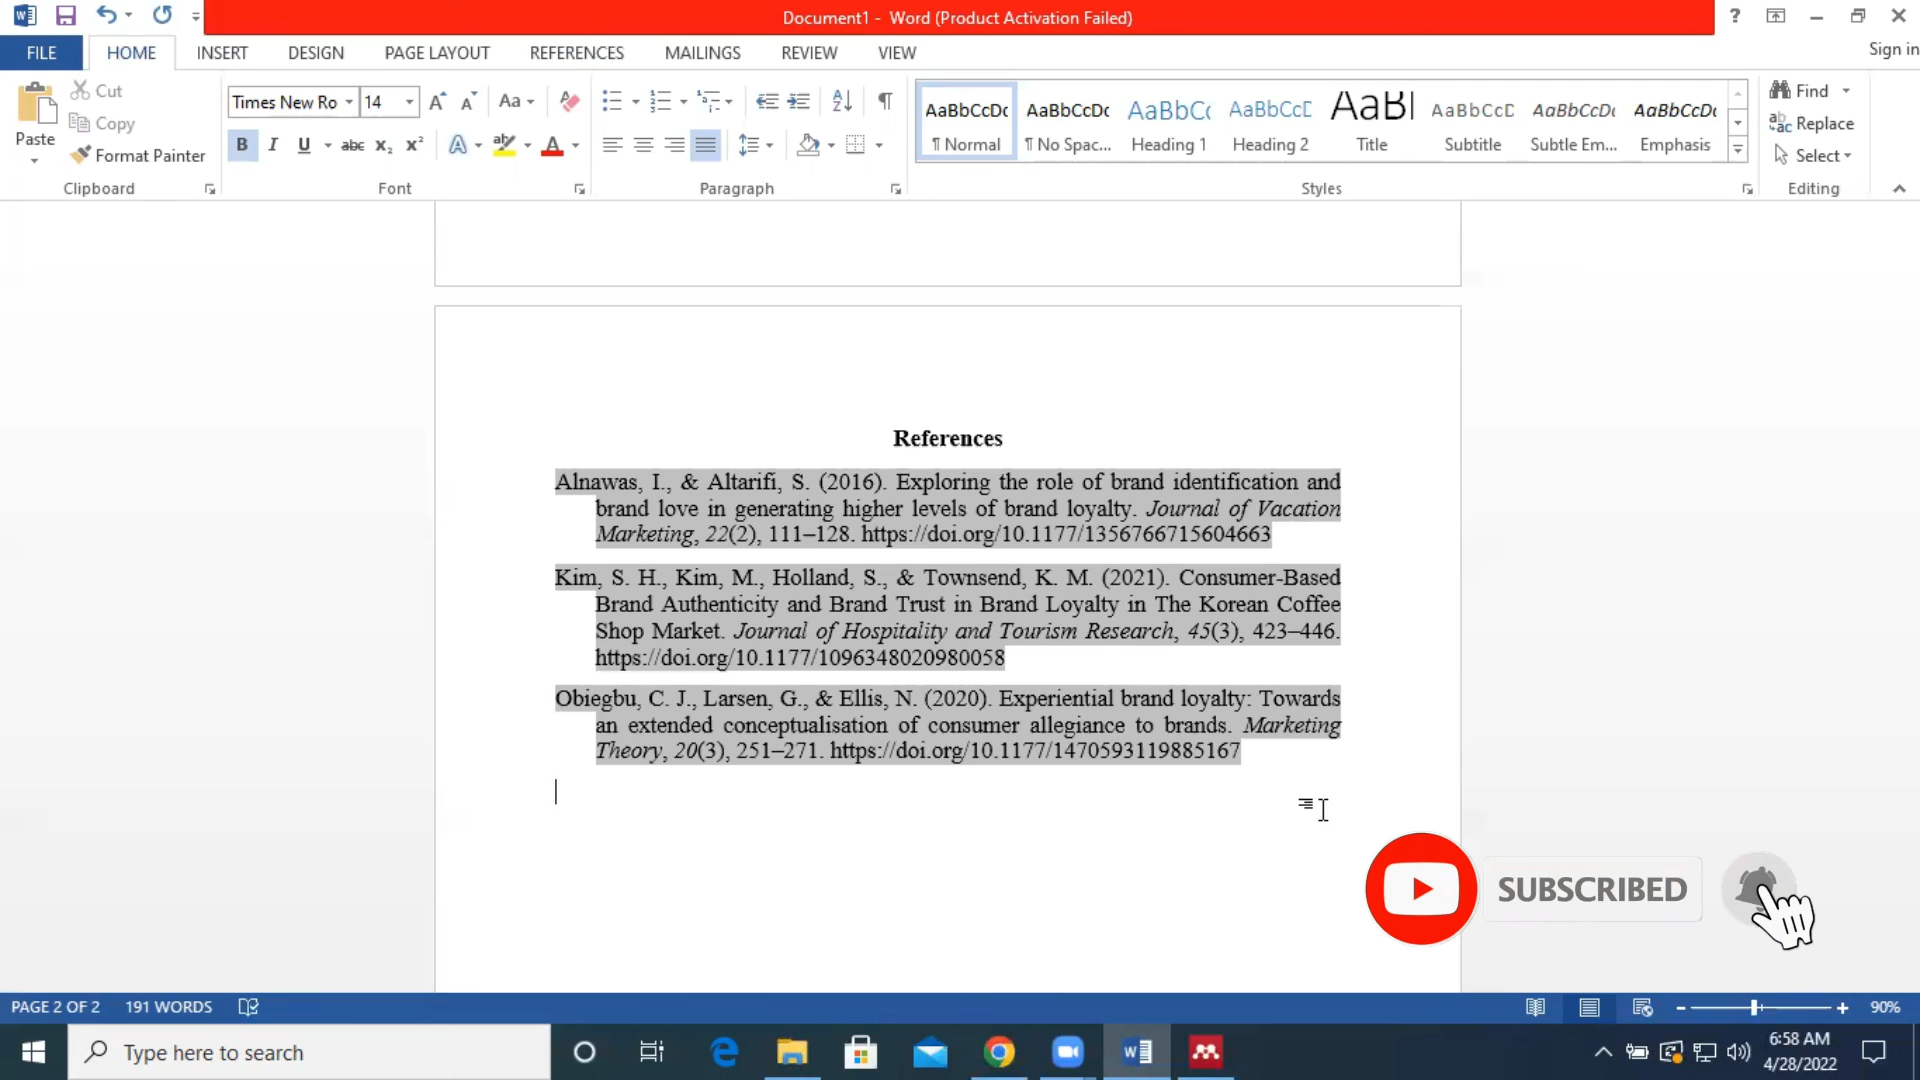 Document1 - Word (Product Activation Failed)
?
FILE HOME INSERT DESIGN PAGE LAYOUT REFERENCES MAILINGS REVIEW VIEW Sign in
Paste
Cut
Copy
Format Painter
Clipboard
Times New Ro 14
Aa
B I U abc x₂ x²
Font
Paragraph
AaBbCcDc AaBbCcDc AaBbCc AaBbCcD AaBl AaBbCcD AaBbCcDc AaBbCcDc
¶ Normal ¶ No Spac... Heading 1 Heading 2 Title Subtitle Subtle Em... Emphasis
Styles
Find
Replace
Select
Editing
References
Alnawas, I., & Altarifi, S. (2016). Exploring the role of brand identification and
brand love in generating higher levels of brand loyalty. Journal of Vacation
Marketing, 22(2), 111–128. https://doi.org/10.1177/1356766715604663
Kim, S. H., Kim, M., Holland, S., & Townsend, K. M. (2021). Consumer-Based
Brand Authenticity and Brand Trust in Brand Loyalty in The Korean Coffee
Shop Market. Journal of Hospitality and Tourism Research, 45(3), 423–446.
https://doi.org/10.1177/1096348020980058
Obiegbu, C. J., Larsen, G., & Ellis, N. (2020). Experiential brand loyalty: Towards
an extended conceptualisation of consumer allegiance to brands. Marketing
Theory, 20(3), 251–271. https://doi.org/10.1177/1470593119885167
SUBSCRIBED
PAGE 2 OF 2 191 WORDS 90%
Type here to search
6:58 AM
4/28/2022